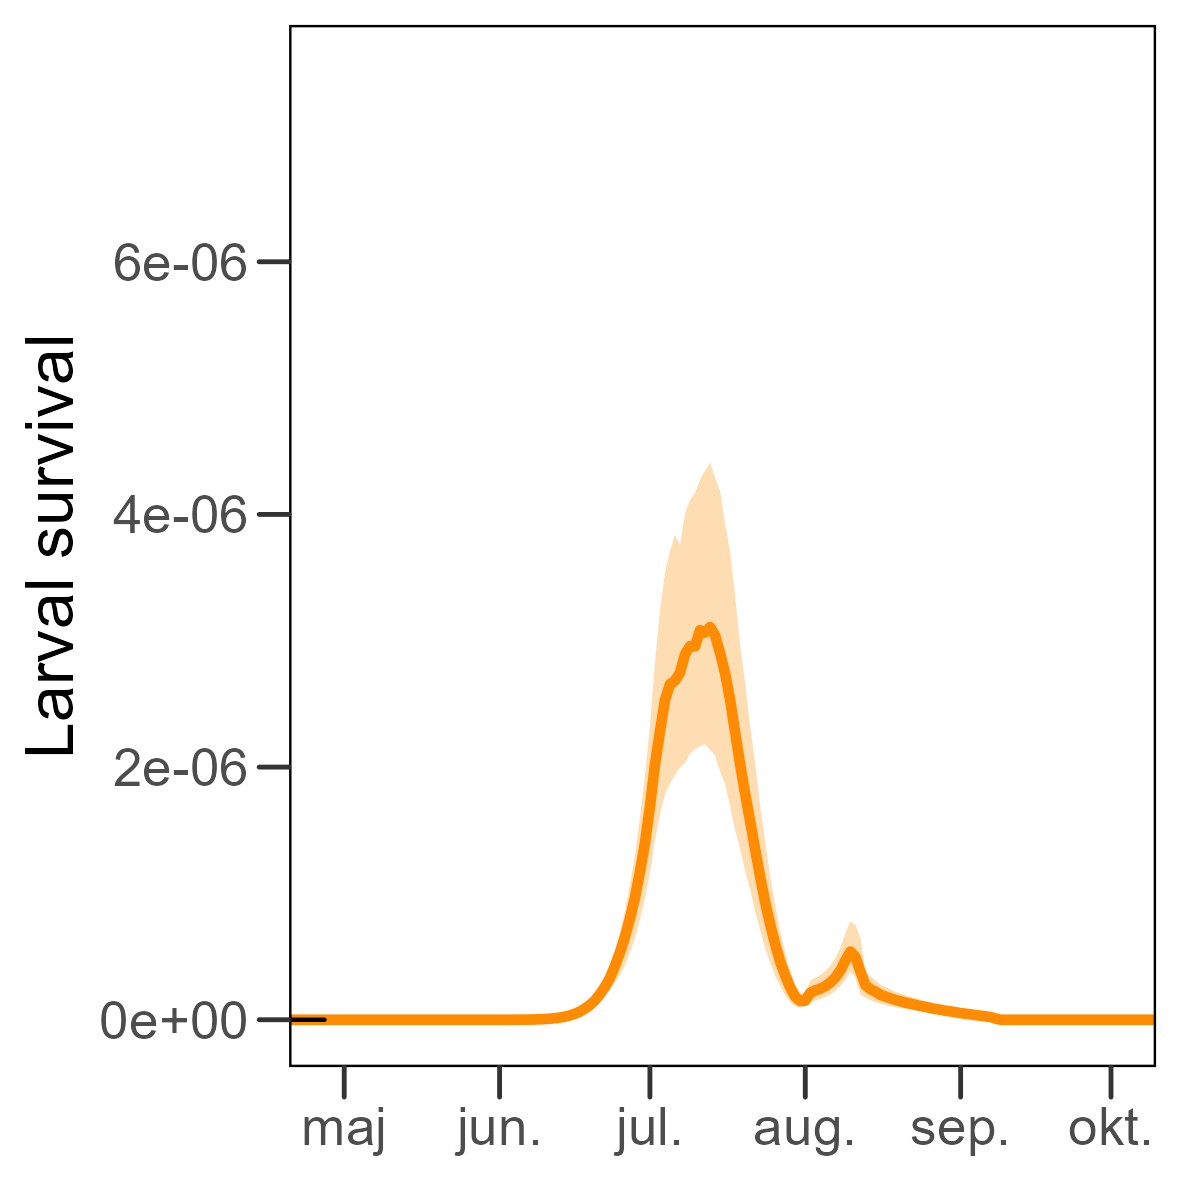 Larval survival
6e-06
4e-06
2e-06
0e+00
maj jun. jul. aug. sep. okt.